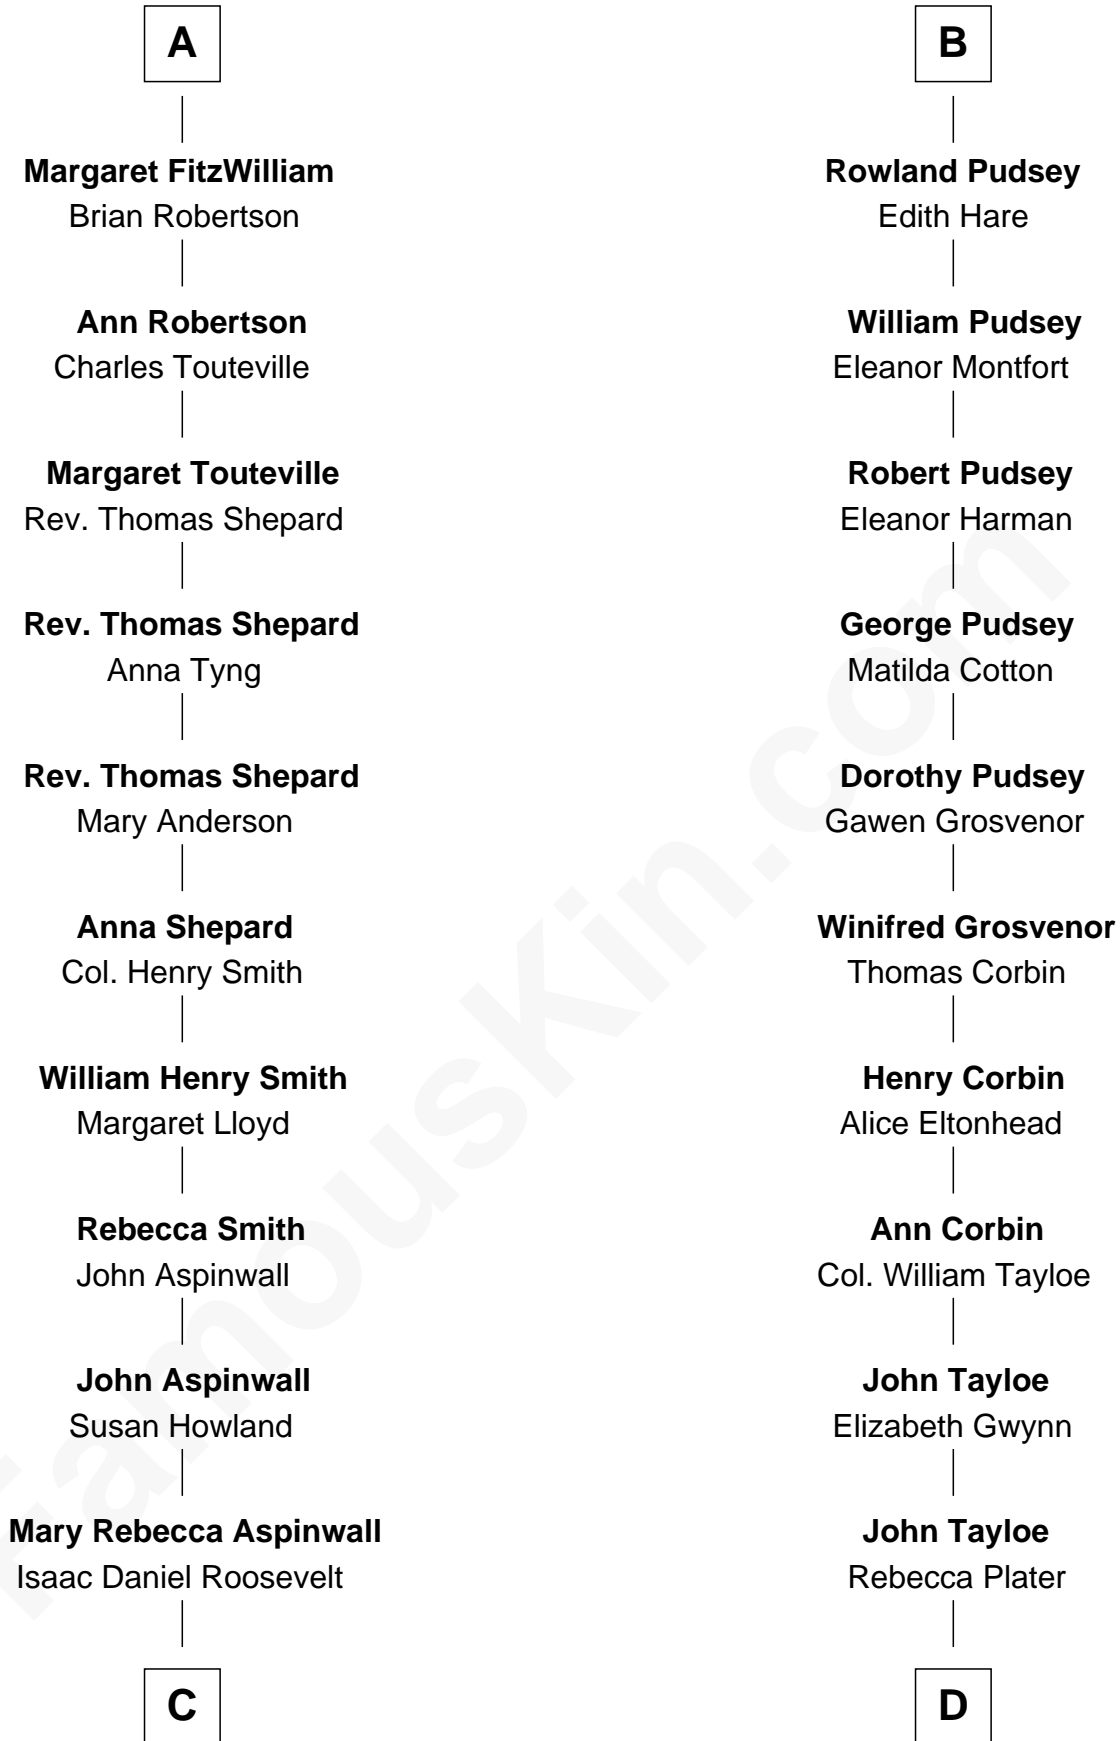 A
Margaret FitzWilliam
Brian Robertson
Ann Robertson
Charles Touteville
Margaret Touteville
Rev. Thomas Shepard
Rev. Thomas Shepard
Anna Tyng
Rev. Thomas Shepard
Mary Anderson
Anna Shepard
Col. Henry Smith
William Henry Smith
Margaret Lloyd
Rebecca Smith
John Aspinwall
John Aspinwall
Susan Howland
Mary Rebecca Aspinwall
Isaac Daniel Roosevelt
C
B
Rowland Pudsey
Edith Hare
William Pudsey
Eleanor Montfort
Robert Pudsey
Eleanor Harman
George Pudsey
Matilda Cotton
Dorothy Pudsey
Gawen Grosvenor
Winifred Grosvenor
Thomas Corbin
Henry Corbin
Alice Eltonhead
Ann Corbin
Col. William Tayloe
John Tayloe
Elizabeth Gwynn
John Tayloe
Rebecca Plater
D
FamousKin.com